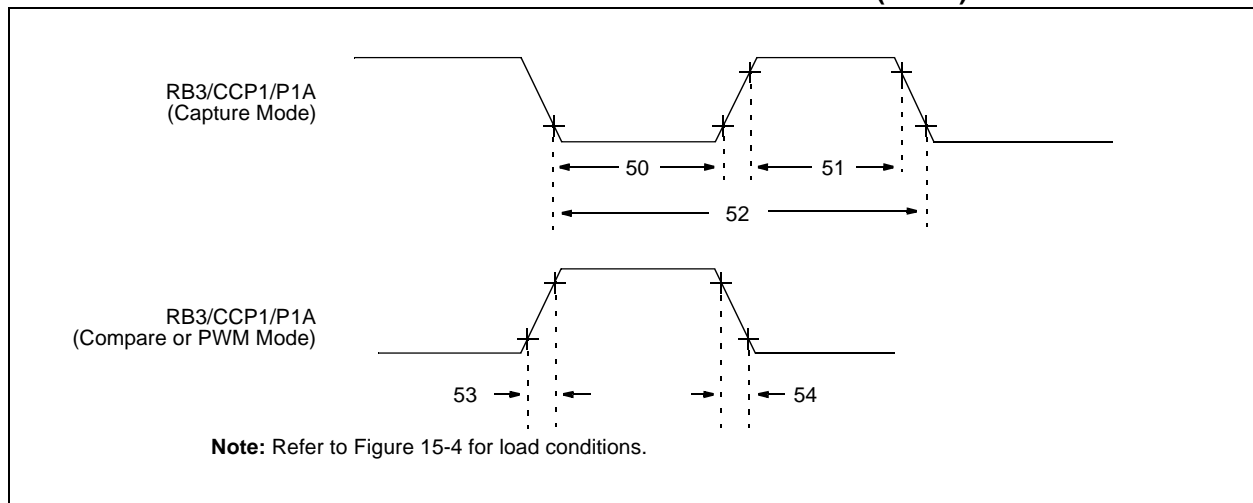 RB3/CCP1/P1A
(Capture Mode)
50
51
52
RB3/CCP1/P1A
(Compare or PWM Mode)
53
54
Note: Refer to Figure 15-4 for load conditions.